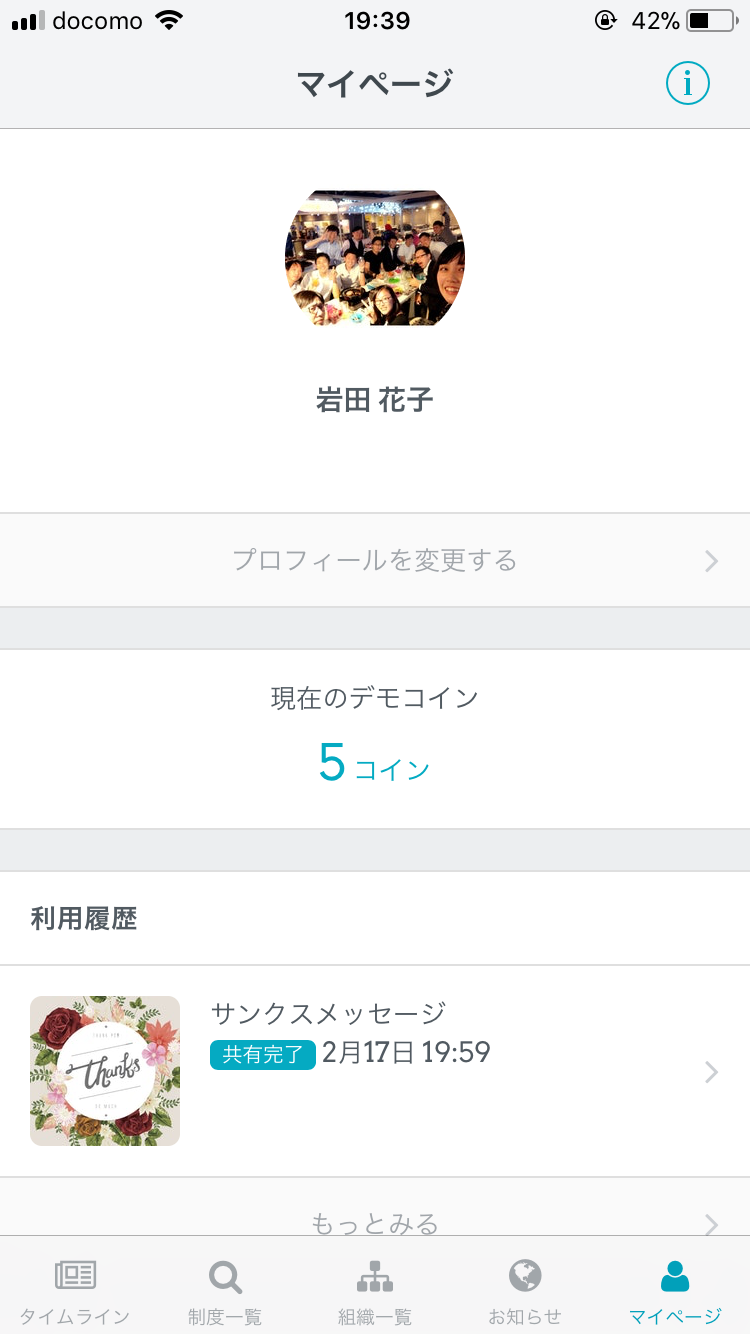 docomo 19:39 42%
マイページ
岩田 花子
プロフィールを変更する
現在のデモコイン
5 コイン
利用履歴
サンクスメッセージ
共有完了 2月17日 19:59
Thanks
もっとみる
タイムライン 制度一覧 組織一覧 お知らせ マイページ